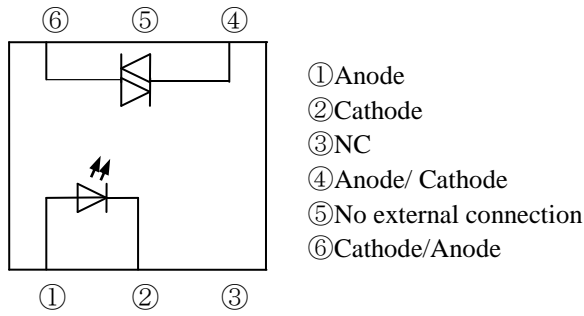 ⑥ ⑤ ④
①Anode
②Cathode
③NC
④Anode/ Cathode
⑤No external connection
⑥Cathode/Anode
① ② ③